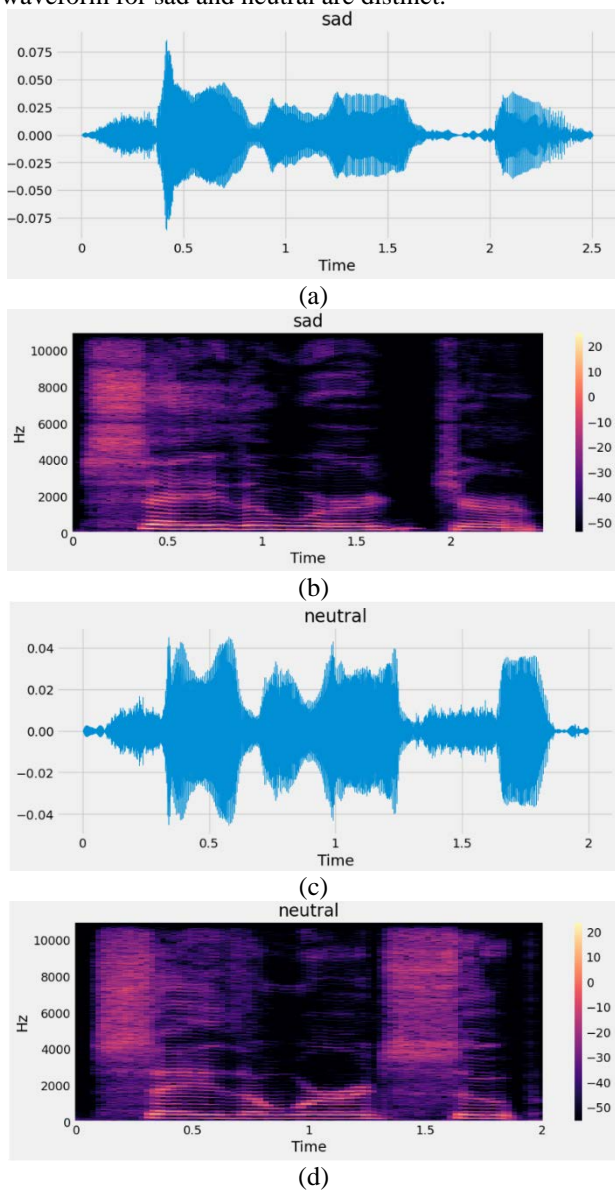 waveform for sad and neutral are distinct.
sad
0.075
0.050
0.025
0.000
−0.025
−0.050
−0.075
0 0.5 1 1.5 2 2.5
Time
(a)
sad
10000
8000
6000
4000
2000
0
Hz
0 0.5 1 1.5 2
Time
20
10
0
−10
−20
−30
−40
−50
(b)
neutral
0.04
0.02
0.00
−0.02
−0.04
0 0.5 1 1.5 2
Time
(c)
neutral
10000
8000
6000
4000
2000
0
Hz
0 0.5 1 1.5 2
Time
20
10
0
−10
−20
−30
−40
−50
(d)